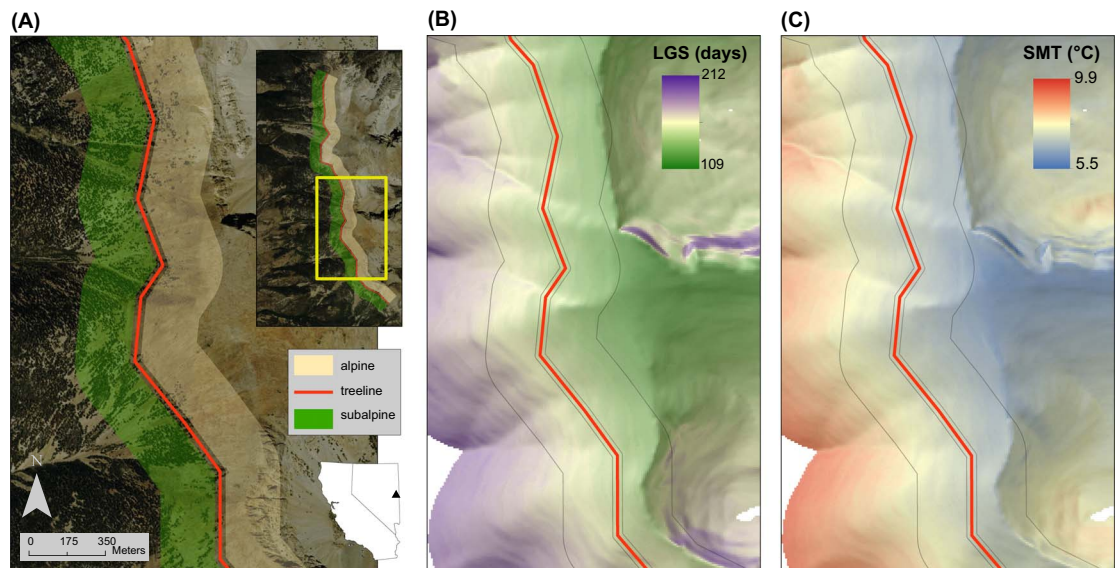 (A)
alpine
treeline
subalpine
N
0 175 350
Meters
(B)
LGS (days)
212
109
(C)
SMT (°C)
9.9
5.5